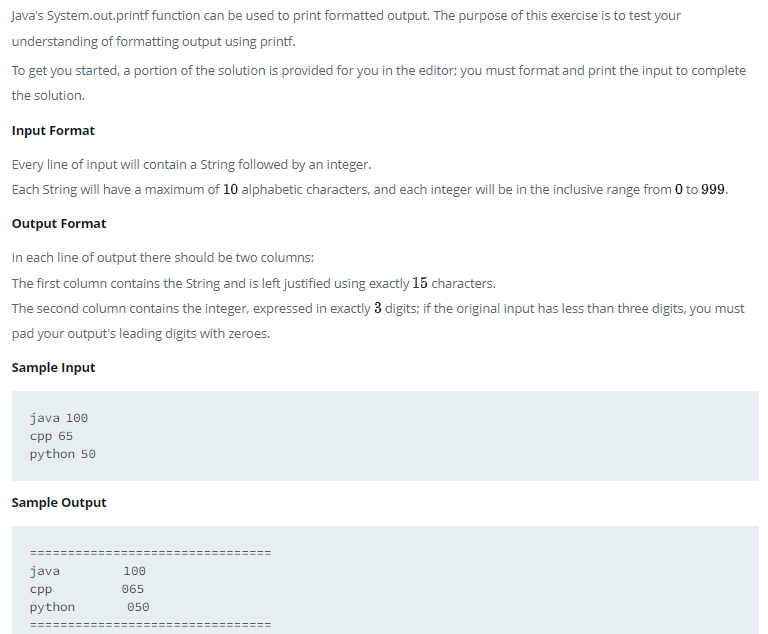 Java's System.out.printf function can be used to print formatted output. The purpose of this exercise is to test your
understanding of formatting output using printf.
To get you started, a portion of the solution is provided for you in the editor; you must format and print the input to complete
the solution.
Input Format
Every line of input will contain a String followed by an integer.
Each String will have a maximum of 10 alphabetic characters, and each integer will be in the inclusive range from 0 to 999.
Output Format
In each line of output there should be two columns:
The first column contains the String and is left justified using exactly 15 characters.
The second column contains the integer, expressed in exactly 3 digits; if the original input has less than three digits, you must
pad your output's leading digits with zeroes.
Sample Input
java 100
cpp 65
python 50
Sample Output
================================
java           100
cpp            065
python         050
================================